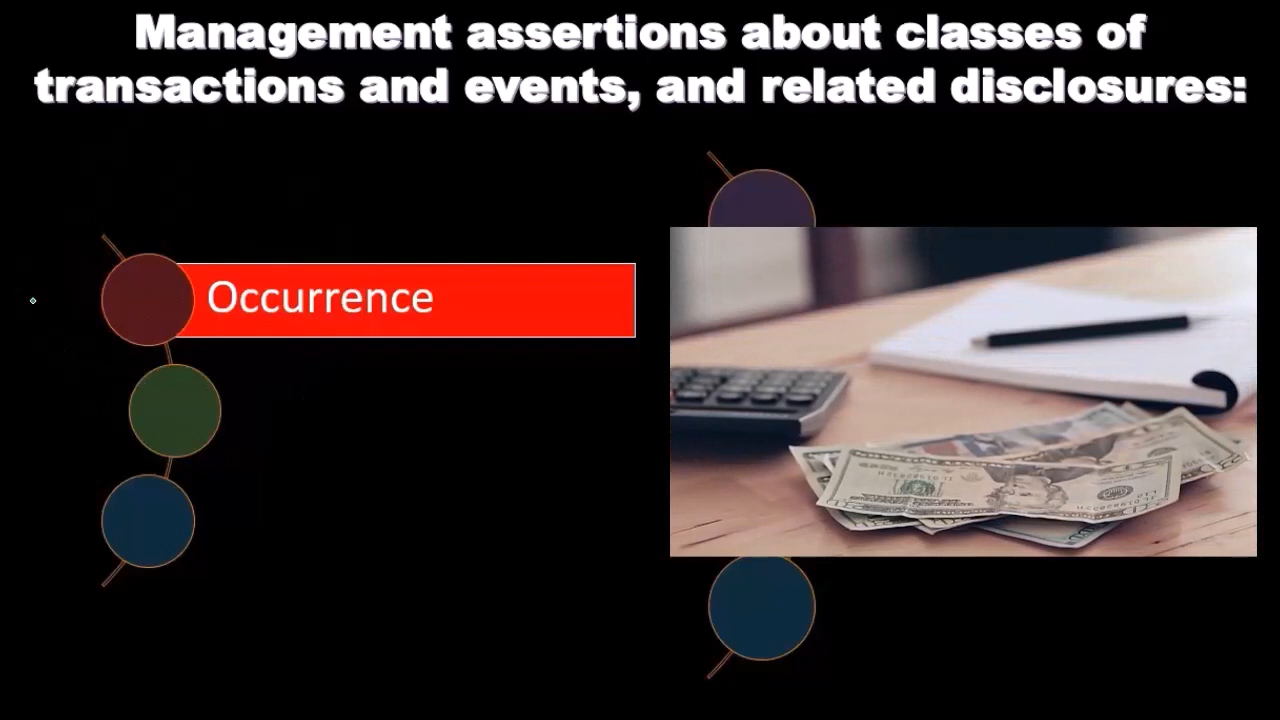 Management assertions about classes of
transactions and events, and related disclosures:
Occurrence